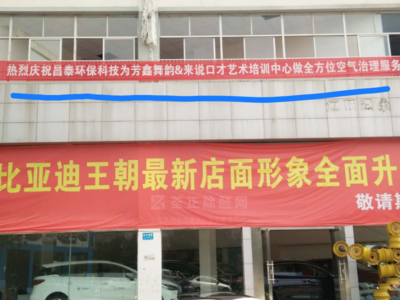 热烈庆祝昌泰环保科技为芳鑫舞韵&来说口才艺术培训中心做全方位空气治理服务
比亚迪王朝最新店面形象全面升
敬请期